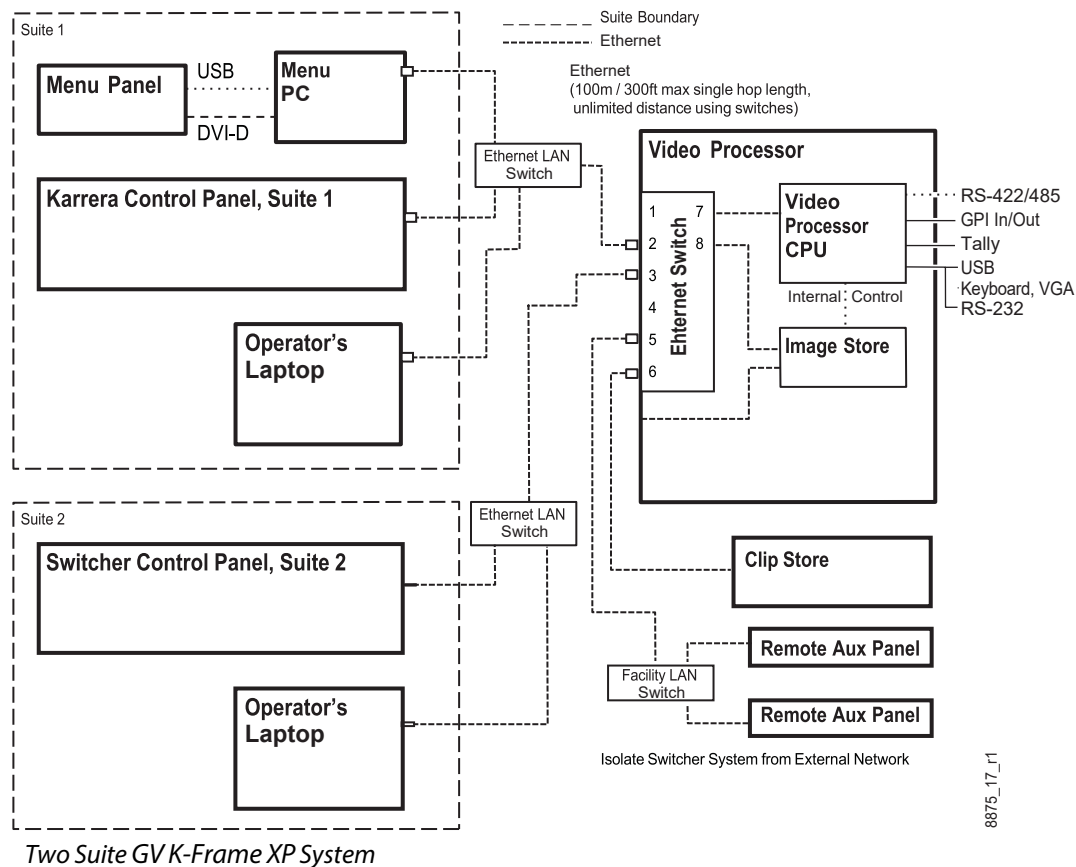 Suite 1
Menu Panel
USB
DVI-D
Menu
PC
Karrera Control Panel, Suite 1
Operator's
Laptop
Suite Boundary
Ethernet
Ethernet
(100m / 300ft max single hop length,
unlimited distance using switches)
Ethernet LAN
Switch
Video Processor
1
2
3
4
5
6
7
8
Ehternet Switch
Video
Processor
CPU
Internal Control
Image Store
RS-422/485
GPI In/Out
Tally
USB
Keyboard, VGA
RS-232
Suite 2
Switcher Control Panel, Suite 2
Operator's
Laptop
Ethernet LAN
Switch
Clip Store
Facility LAN
Switch
Remote Aux Panel
Remote Aux Panel
Isolate Switcher System from External Network
8875_17_r1
Two Suite GV K-Frame XP System